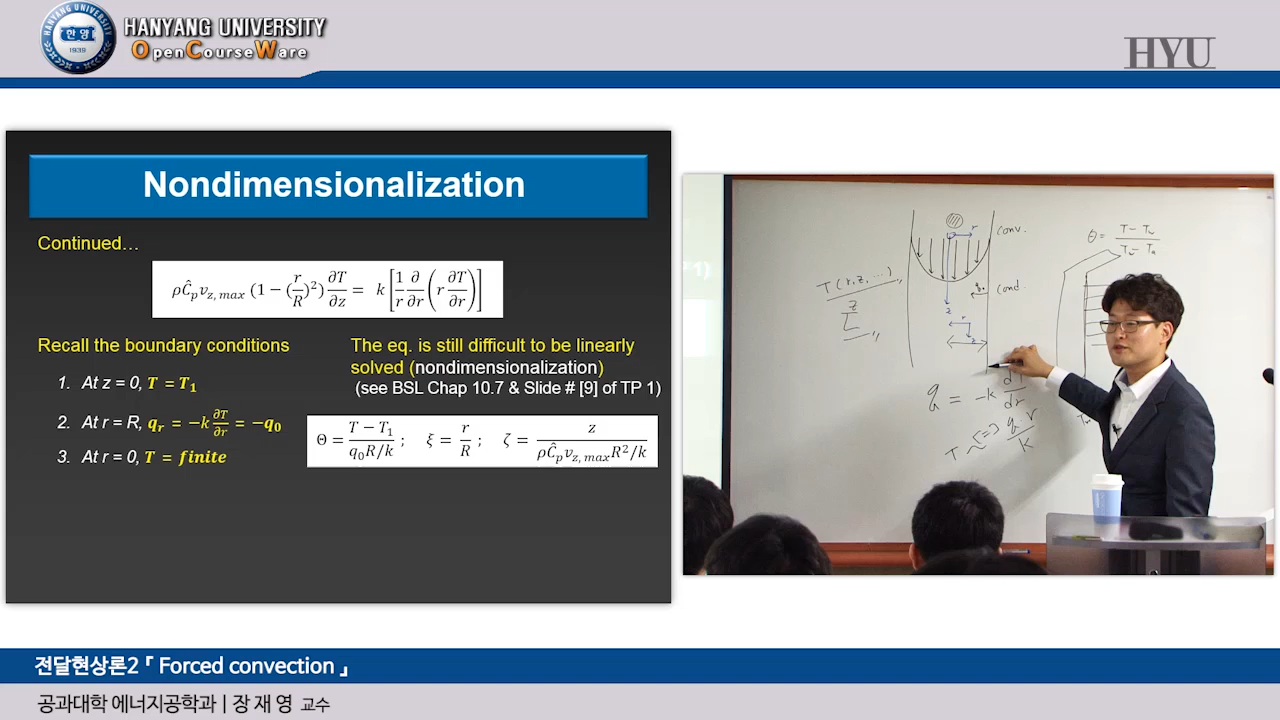 HANYANG UNIVERSITY
OpenCourseWare
HANYANG UNIVERSITY
한양
1939
HYU
Nondimensionalization
Continued…
ρĈ_p v_{z, max} (1 − (r/R)²) ∂T/∂z = k [1/r ∂/∂r (r ∂T/∂r)]
Recall the boundary conditions
1. At z = 0, T = T₁
2. At r = R, q_r = −k ∂T/∂r = −q₀
3. At r = 0, T = finite
The eq. is still difficult to be linearly
solved (nondimensionalization)
(see BSL Chap 10.7 & Slide # [9] of TP 1)
Θ = (T − T₁)/(q₀R/k) ; ξ = r/R ; ζ = z/(ρĈ_p v_{z, max}R²/k)
conv.
T(r, z, ...)
z
cond.
q = −k dT/dr
전달현상론2「 Forced convection 」
공과대학 에너지공학과 | 장 재 영 교수